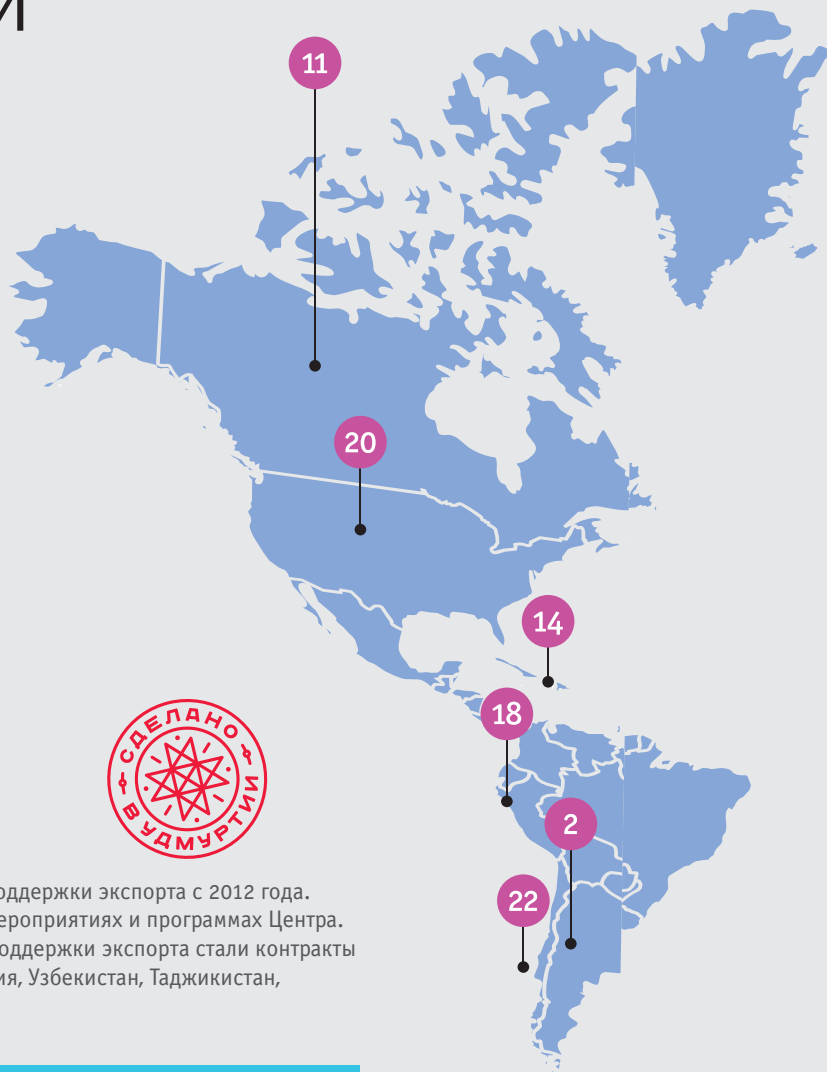 11
20
14
18
2
22
СДЕЛАНО
В УДМУРТИИ
оддержки экспорта с 2012 года.
ероприятиях и программах Центра.
оддержки экспорта стали контракты
ия, Узбекистан, Таджикистан,